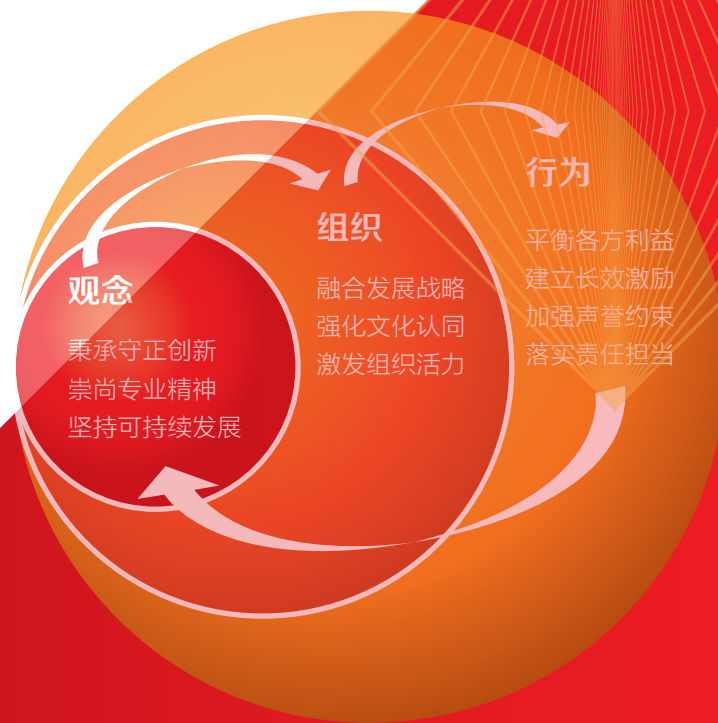 观念
秉承守正创新
崇尚专业精神
坚持可持续发展
组织
融合发展战略
强化文化认同
激发组织活力
行为
平衡各方利益
建立长效激励
加强声誉约束
落实责任担当